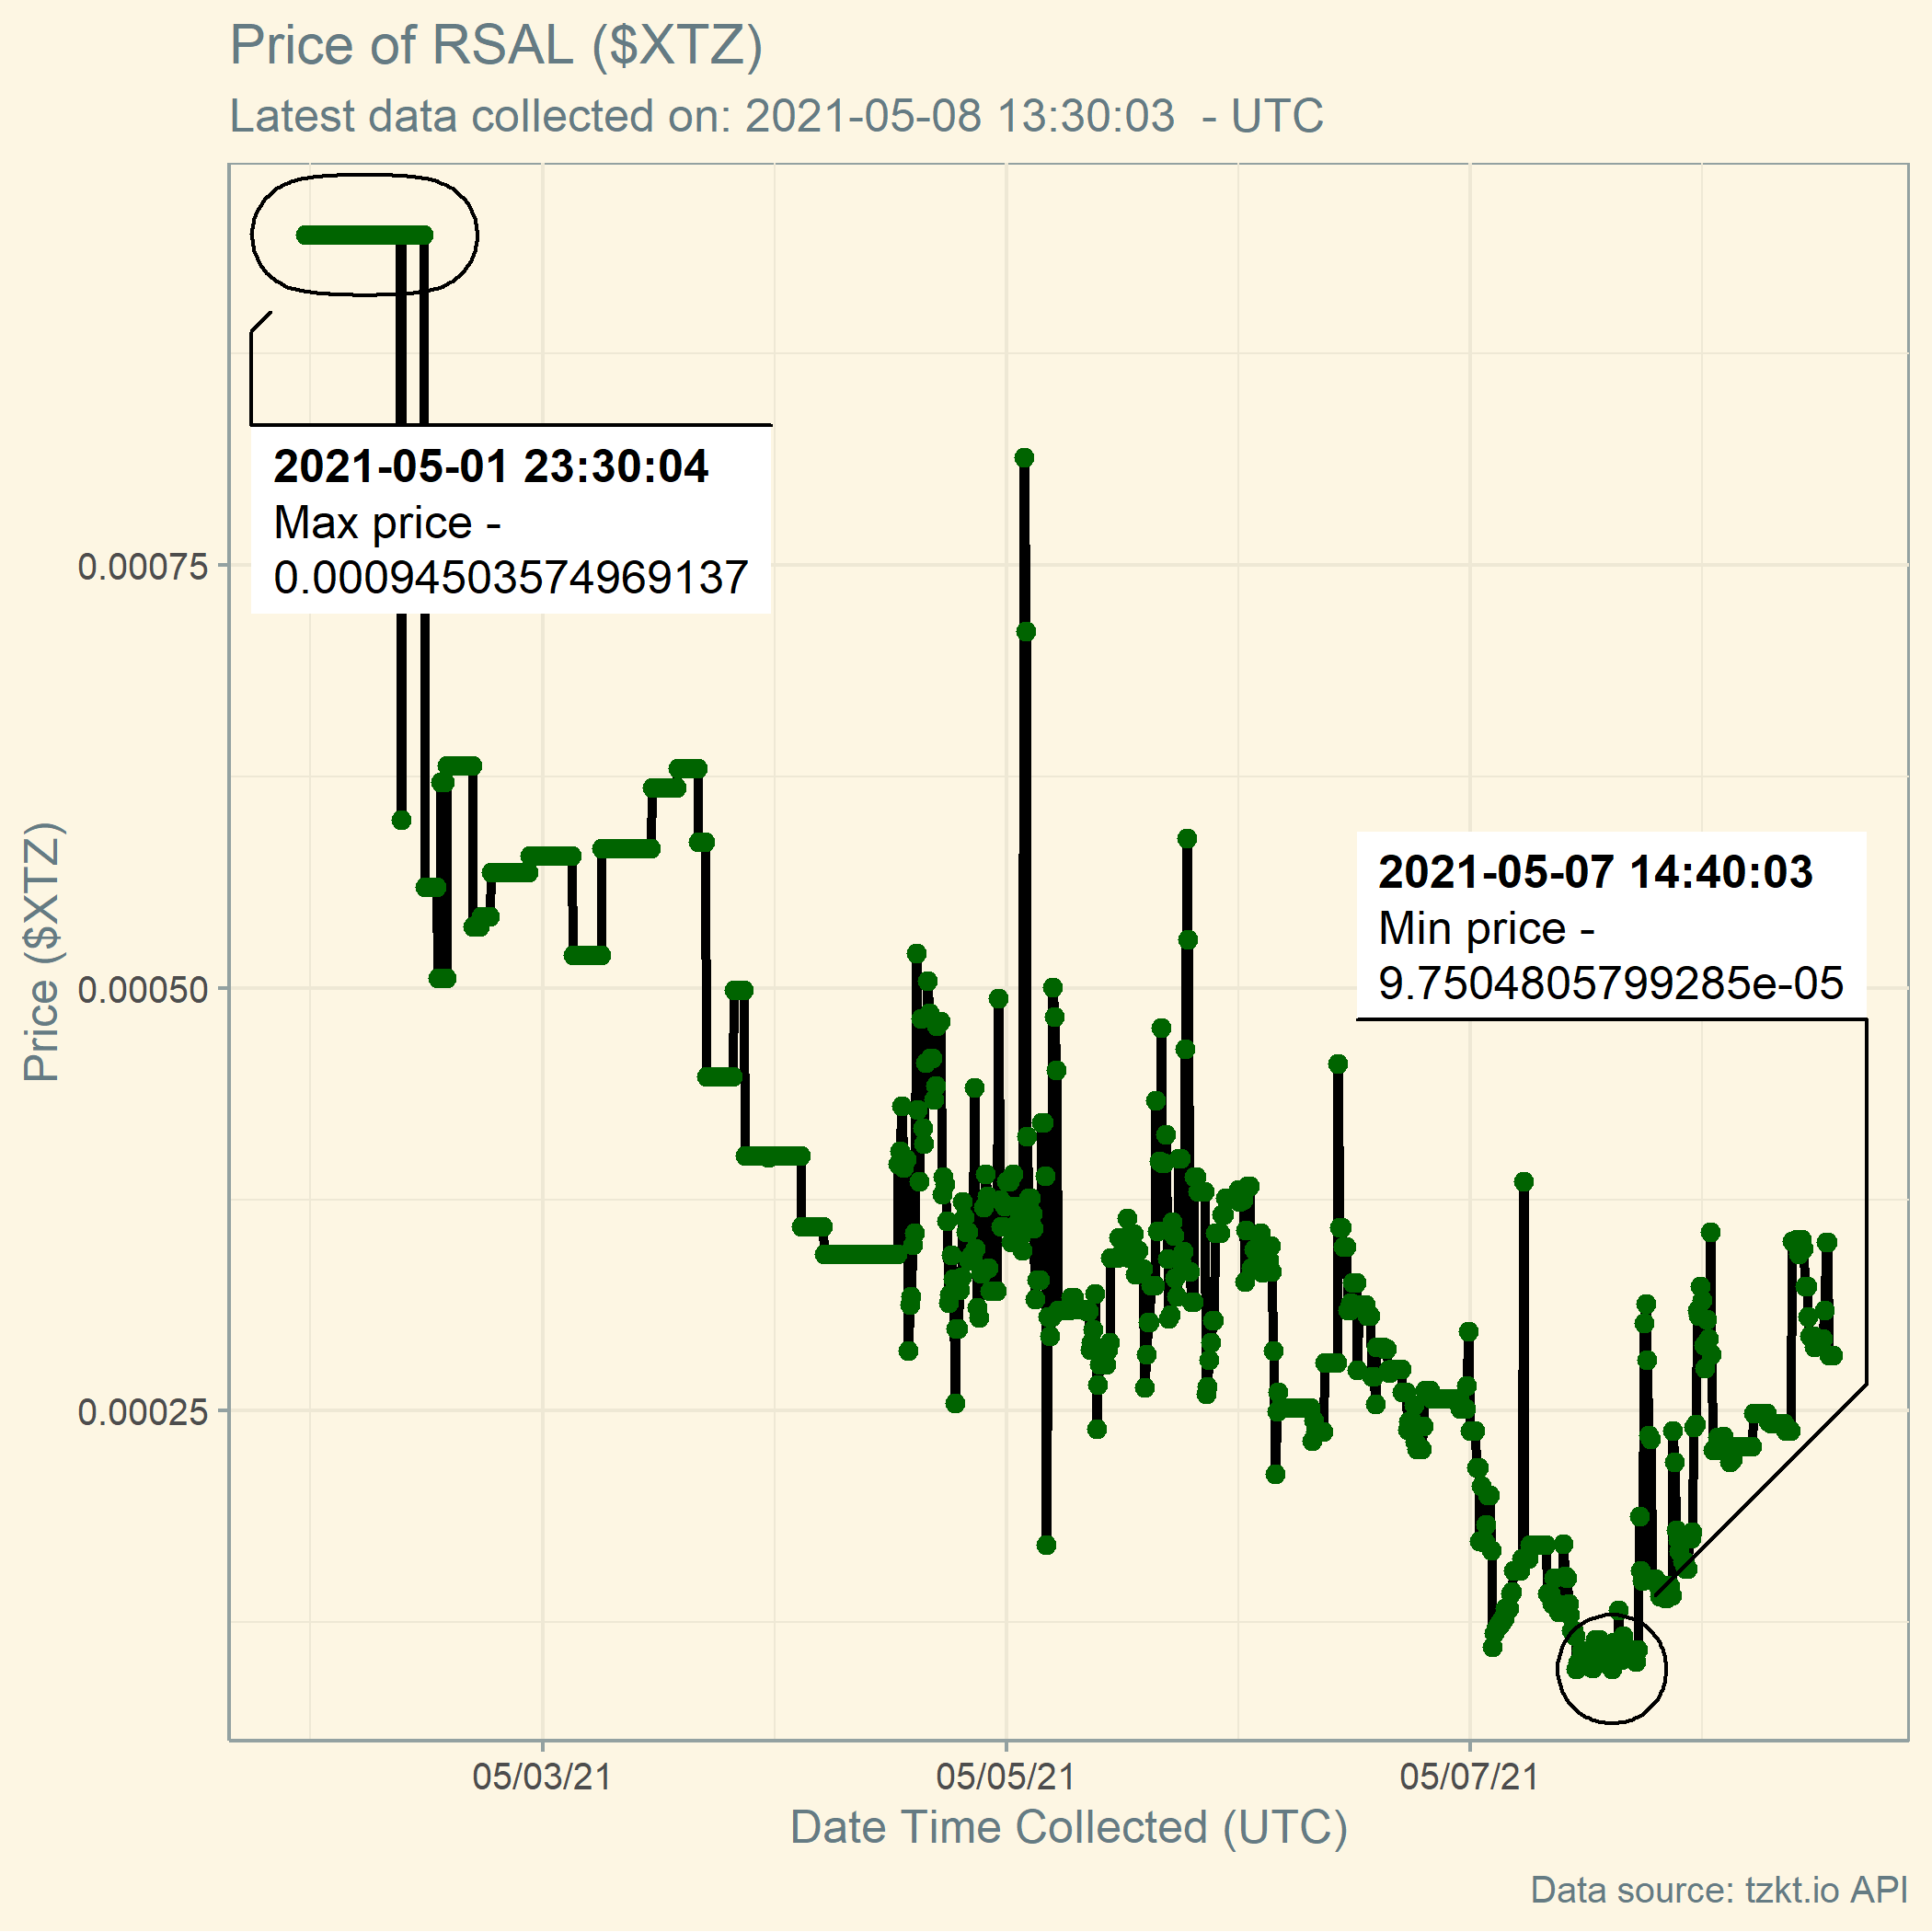 Price of RSAL ($XTZ)
Latest data collected on: 2021-05-08 13:30:03  - UTC
2021-05-01 23:30:04
Max price -
0.000945035749691​37
0.00075
2021-05-07 14:40:03
Min price -
9.7504805799285e-05
Price ($XTZ)
0.00050
0.00025
05/03/21
05/05/21
05/07/21
Date Time Collected (UTC)
Data source: tzkt.io API